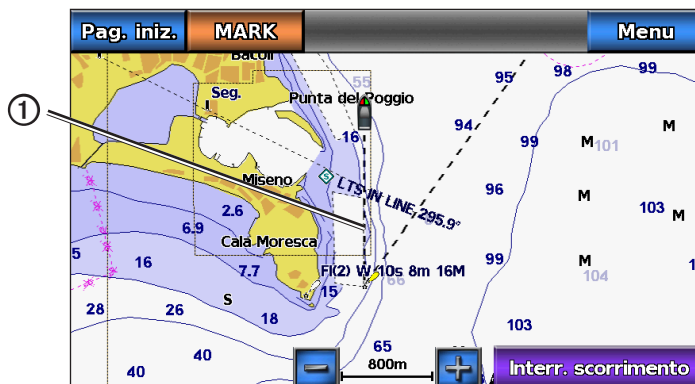 Pag. iniz. MARK Menu
Bacoli
95 98 99
55
Seg.
Punta del Poggio
①
16 94 99 M M
101
Miseno
S
LTS IN LINE 295.9°
96 M
2.6 103 M
6.9
Cala Moresca
5 16 7.7 99 M
Fl(2) W 10s 8m 16M
66 104
S 15
28 26 18 103
65
40 40
800m
Interr. scorrimento